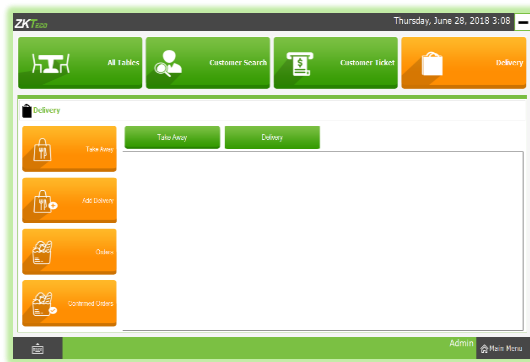 ZKTeco
Thursday, June 28, 2018 3:08
All Tables
Customer Search
Customer Ticket
Delivery
Delivery
Take Away
Take Away
Delivery
Add Delivery
Orders
Confirmed Orders
Admin
Main Menu